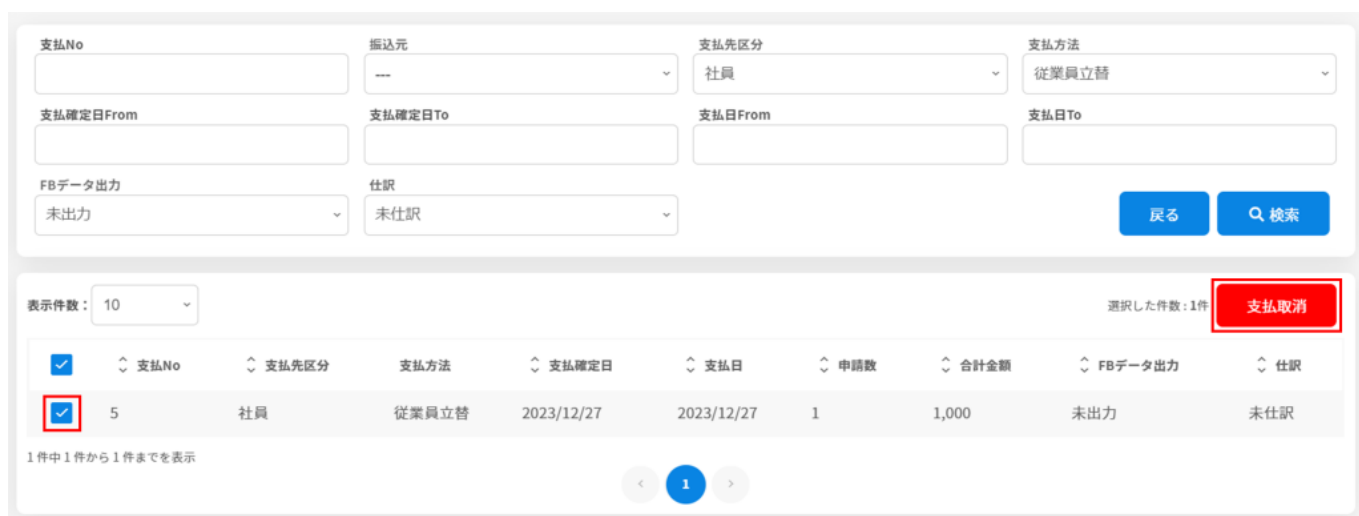 支払No 振込元 支払先区分 支払方法
--- 社員 従業員立替
支払確定日From 支払確定日To 支払日From 支払日To
FBデータ出力 仕訳
未出力 未仕訳 戻る 検索
表示件数： 10 選択した件数：1件 支払取消
支払No 支払先区分 支払方法 支払確定日 支払日 申請数 合計金額 FBデータ出力 仕訳
5 社員 従業員立替 2023/12/27 2023/12/27 1 1,000 未出力 未仕訳
1件中1件から1件までを表示
‹ 1 ›